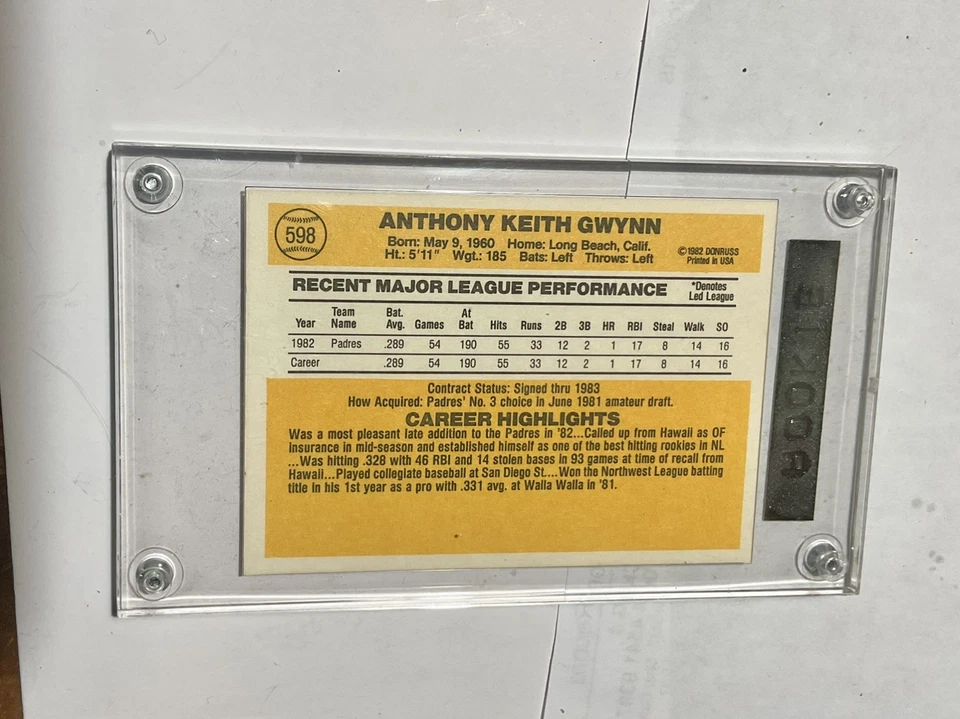 598
ANTHONY KEITH GWYNN
Born: May 9, 1960 Home: Long Beach, Calif.
Ht.: 5'11" Wgt.: 185 Bats: Left Throws: Left
©1982 DONRUSS
Printed in USA
RECENT MAJOR LEAGUE PERFORMANCE
*Denotes
Led League
Year Team Name Bat. Avg. Games At Bat Hits Runs 2B 3B HR RBI Steal Walk SO
1982 Padres .289 54 190 55 33 12 2 1 17 8 14 16
Career .289 54 190 55 33 12 2 1 17 8 14 16
Contract Status: Signed thru 1983
How Acquired: Padres' No. 3 choice in June 1981 amateur draft.
CAREER HIGHLIGHTS
Was a most pleasant late addition to the Padres in '82...Called up from Hawaii as OF
insurance in mid-season and established himself as one of the best hitting rookies in NL
...Was hitting .328 with 46 RBI and 14 stolen bases in 93 games at time of recall from
Hawaii...Played collegiate baseball at San Diego St....Won the Northwest League batting
title in his 1st year as a pro with .331 avg. at Walla Walla in '81.
ROOKIE